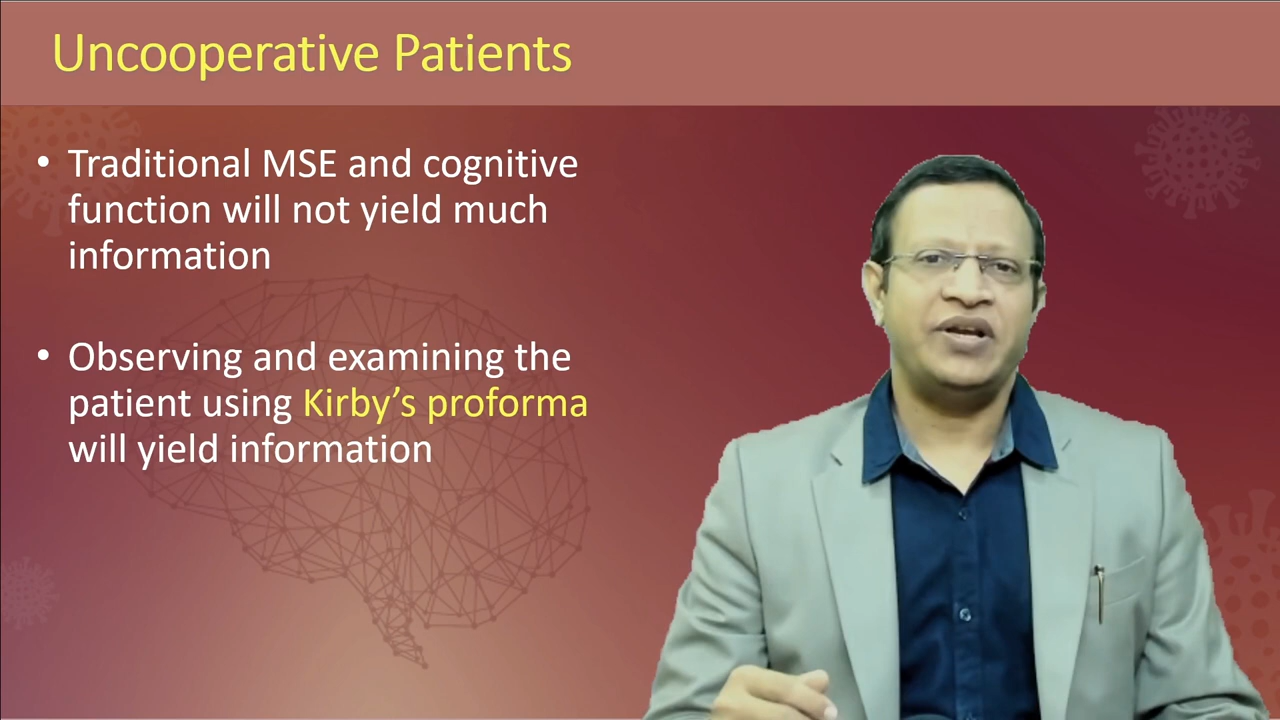 Uncooperative Patients
• Traditional MSE and cognitive
function will not yield much
information
• Observing and examining the
patient using Kirby’s proforma
will yield information